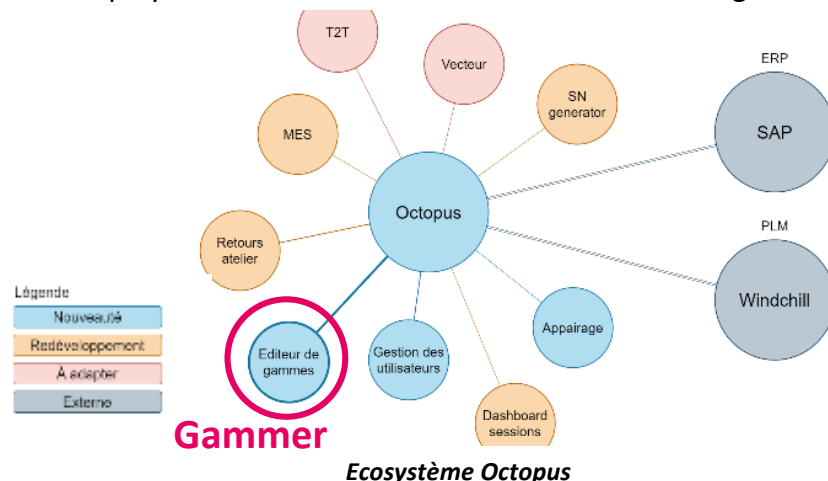 T2T
Vecteur
SN
generator
ERP
SAP
MES
Octopus
PLM
Windchill
Retours
atelier
Légende
Nouveauté
Redéveloppement
A adapter
Externe
Editeur de
gammes
Gestion des
utilisateurs
Appairage
Dashboard
sessions
Gammer
Ecosystème Octopus